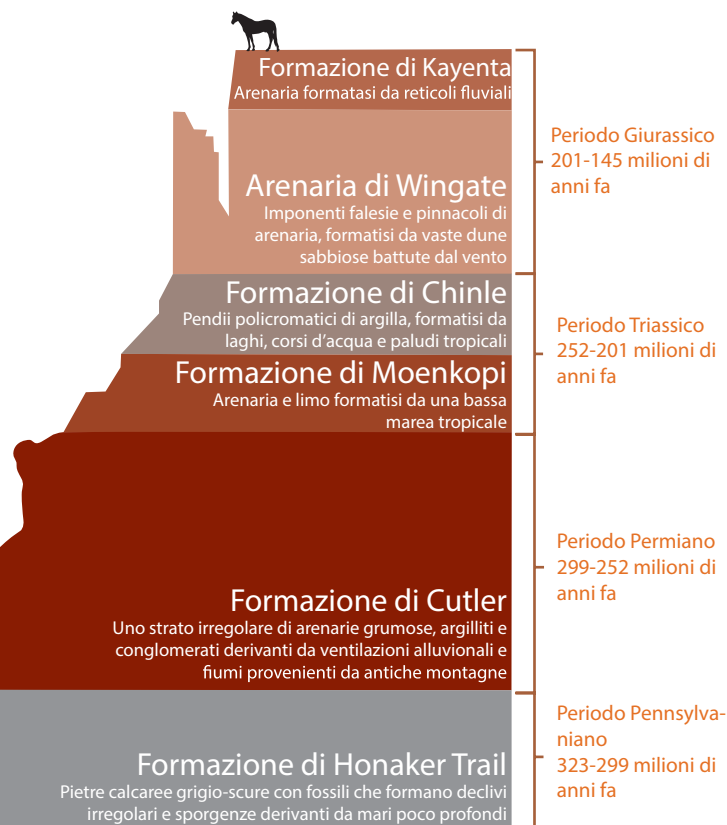 Formazione di Kayenta
Arenaria formatasi da reticoli fluviali
Periodo Giurassico
201-145 milioni di
anni fa
Arenaria di Wingate
Imponenti falesie e pinnacoli di
arenaria, formatisi da vaste dune
sabbiose battute dal vento
Formazione di Chinle
Pendii policromatici di argilla, formatisi da
laghi, corsi d'acqua e paludi tropicali
Periodo Triassico
252-201 milioni di
anni fa
Formazione di Moenkopi
Arenaria e limo formatisi da una bassa
marea tropicale
Periodo Permiano
299-252 milioni di
anni fa
Formazione di Cutler
Uno strato irregolare di arenarie grumose, argilliti e
conglomerati derivanti da ventilazioni alluvionali e
fiumi provenienti da antiche montagne
Periodo Pennsylva-
niano
323-299 milioni di
anni fa
Formazione di Honaker Trail
Pietre calcaree grigio-scure con fossili che formano declivi
irregolari e sporgenze derivanti da mari poco profondi